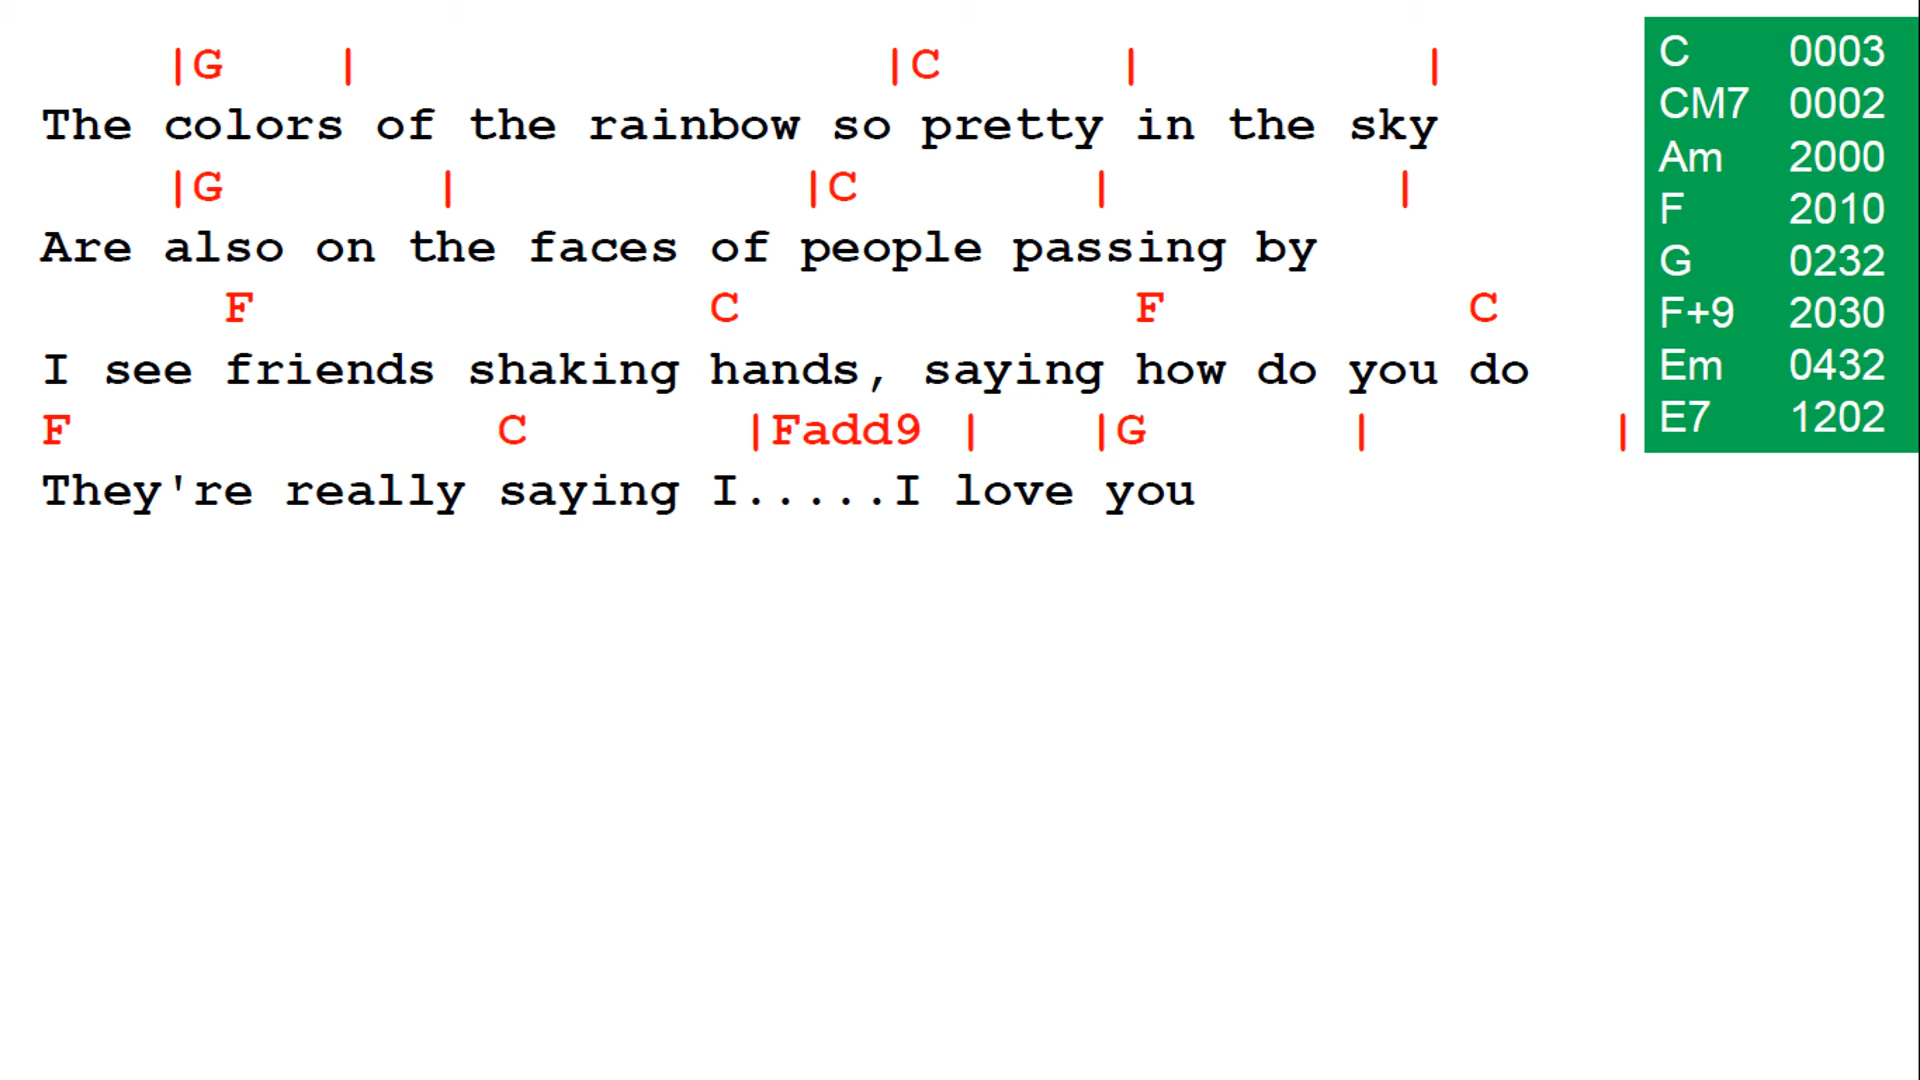 |G    |                  |C      |          |
The colors of the rainbow so pretty in the sky
|G        |            |C        |          |
Are also on the faces of people passing by
F               C             F          C
I see friends shaking hands, saying how do you do
F              C        |Fadd9 |    |G       |        |
They're really saying I.....I love you
C 0003
CM7 0002
Am 2000
F 2010
G 0232
F+9 2030
Em 0432
E7 1202